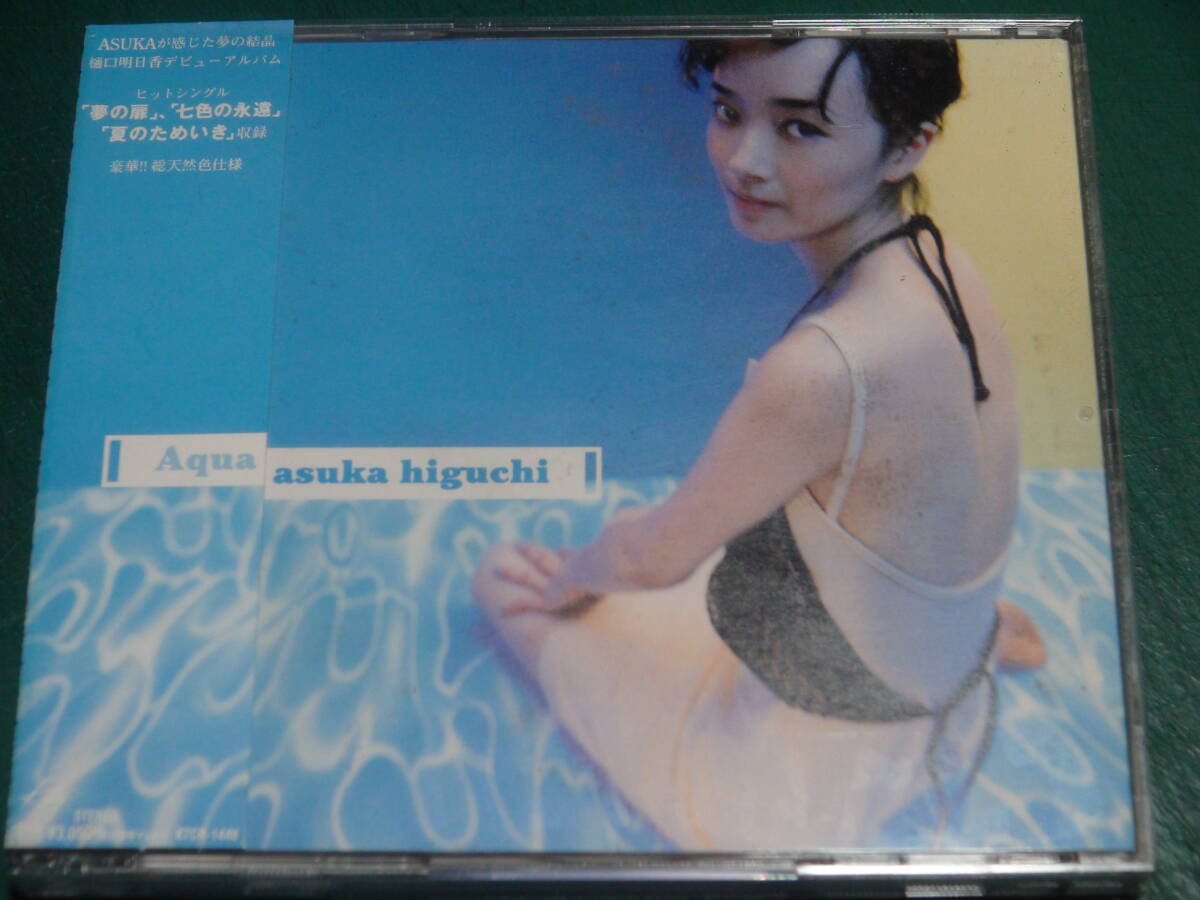 ASUKAが感じた夢の結晶
樋口明日香デビューアルバム
ヒットシングル
「夢の扉」、「七色の永遠」
「夏のためいき」収録
豪華!! 総天然色仕様
Aqua
asuka higuchi
STEREO